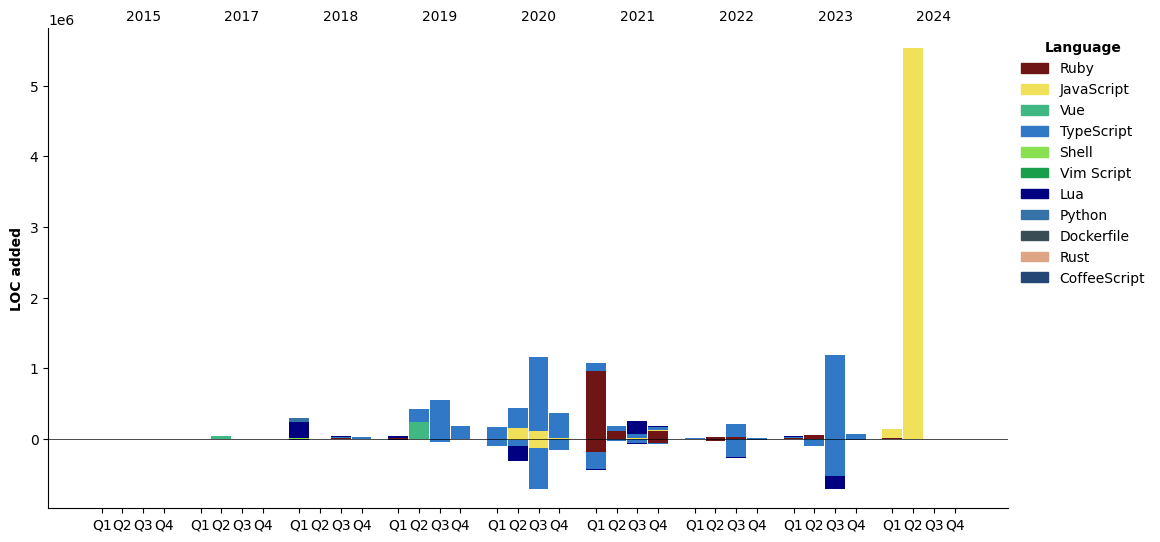 2015 2017 2018 2019 2020 2021 2022 2023 2024
1e6
Language
Ruby
JavaScript
Vue
TypeScript
Shell
Vim Script
Lua
Python
Dockerfile
Rust
CoffeeScript
LOC added
5
4
3
2
1
0
Q1 Q2 Q3 Q4 Q1 Q2 Q3 Q4 Q1 Q2 Q3 Q4 Q1 Q2 Q3 Q4 Q1 Q2 Q3 Q4 Q1 Q2 Q3 Q4 Q1 Q2 Q3 Q4 Q1 Q2 Q3 Q4 Q1 Q2 Q3 Q4